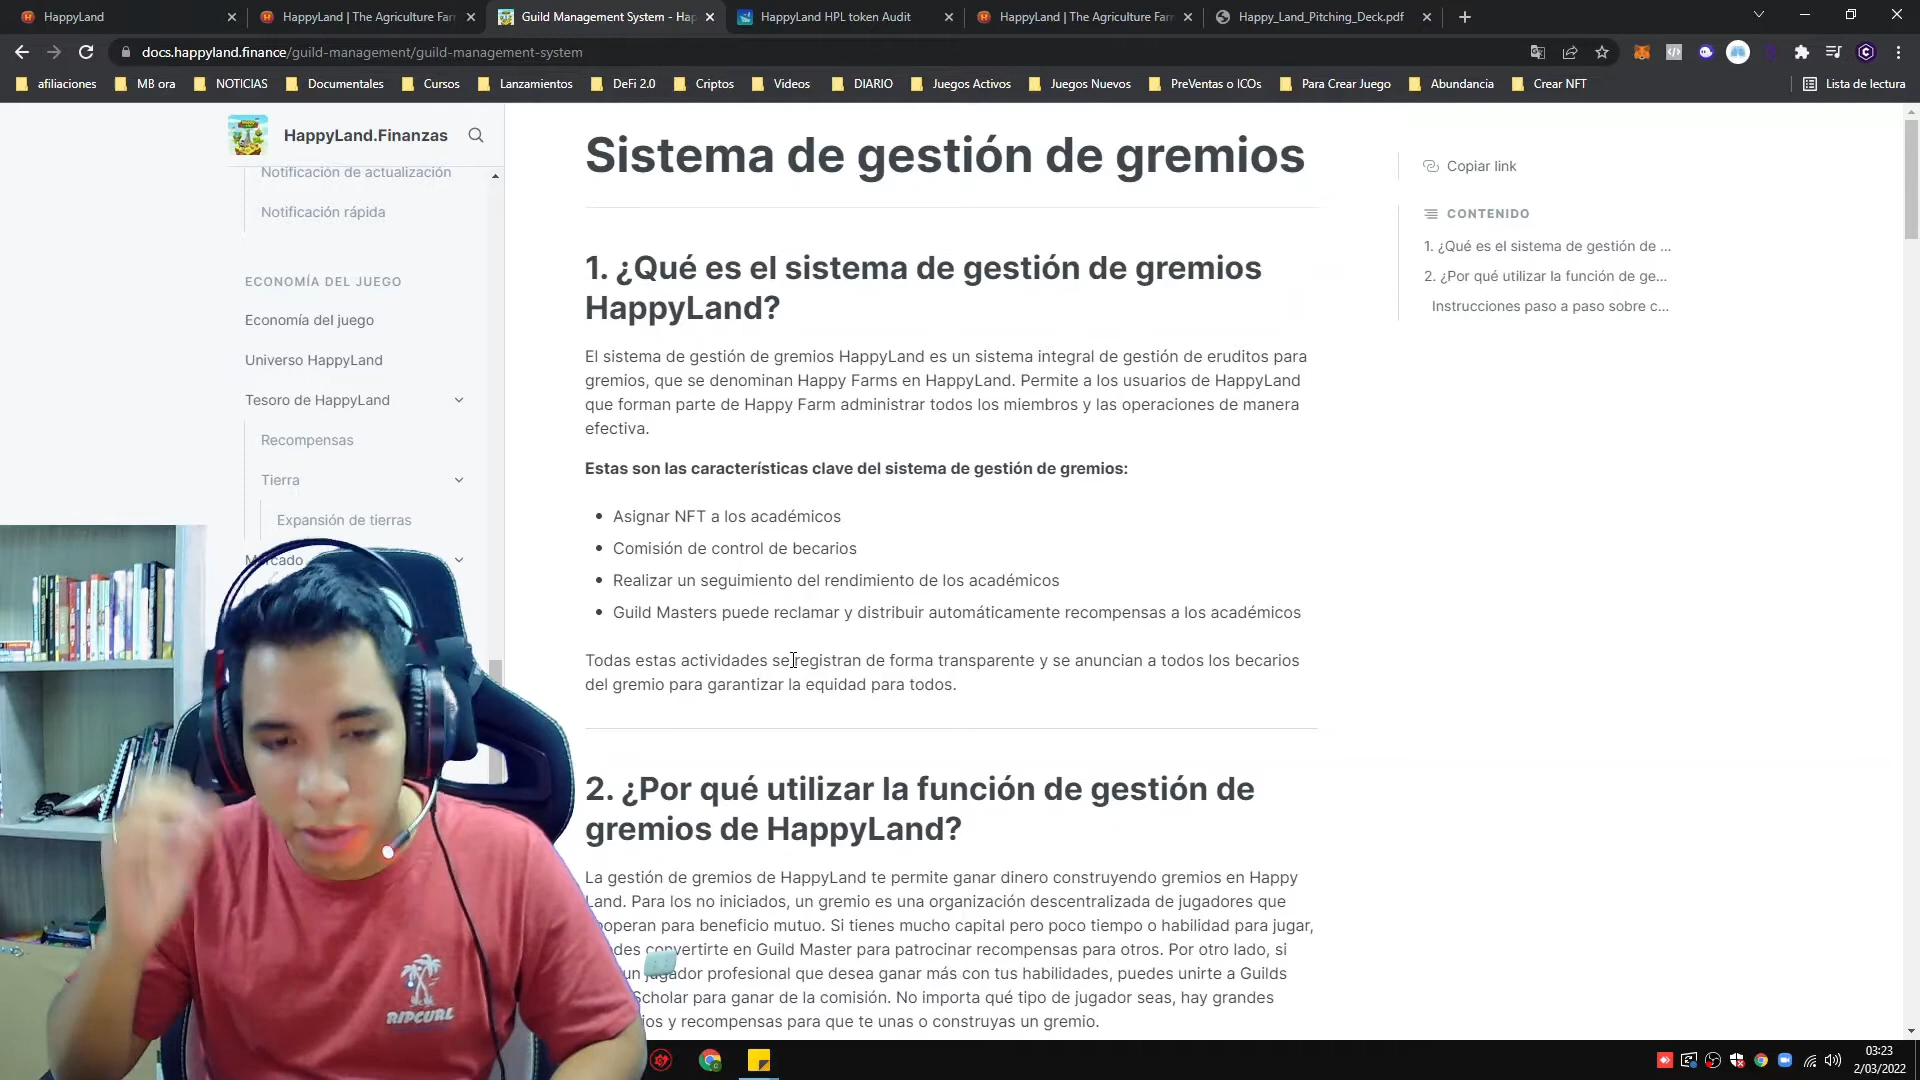 HappyLand
HappyLand | The Agriculture Far
Guild Management System - Hap
HappyLand HPL token Audit
HappyLand | The Agriculture Far
Happy_Land_Pitching_Deck.pdf
docs.happyland.finance/guild-management/guild-management-system
afiliaciones
MB ora
NOTICIAS
Documentales
Cursos
Lanzamientos
DeFi 2.0
Criptos
Videos
DIARIO
Juegos Activos
Juegos Nuevos
PreVentas o ICOs
Para Crear Juego
Abundancia
Crear NFT
Lista de lectura
HappyLand.Finanzas
Notificación de actualización
Notificación rápida
ECONOMÍA DEL JUEGO
Economía del juego
Universo HappyLand
Tesoro de HappyLand
Recompensas
Tierra
Expansión de tierras
Mercado
Sistema de gestión de gremios
1. ¿Qué es el sistema de gestión de gremios
HappyLand?
El sistema de gestión de gremios HappyLand es un sistema integral de gestión de eruditos para
gremios, que se denominan Happy Farms en HappyLand. Permite a los usuarios de HappyLand
que forman parte de Happy Farm administrar todos los miembros y las operaciones de manera
efectiva.
Estas son las características clave del sistema de gestión de gremios:
• Asignar NFT a los académicos
• Comisión de control de becarios
• Realizar un seguimiento del rendimiento de los académicos
• Guild Masters puede reclamar y distribuir automáticamente recompensas a los académicos
Todas estas actividades se registran de forma transparente y se anuncian a todos los becarios
del gremio para garantizar la equidad para todos.
2. ¿Por qué utilizar la función de gestión de
gremios de HappyLand?
La gestión de gremios de HappyLand te permite ganar dinero construyendo gremios en Happy
Land. Para los no iniciados, un gremio es una organización descentralizada de jugadores que
ooperan para beneficio mutuo. Si tienes mucho capital pero poco tiempo o habilidad para jugar,
des convertirte en Guild Master para patrocinar recompensas para otros. Por otro lado, si
un jugador profesional que desea ganar más con tus habilidades, puedes unirte a Guilds
Scholar para ganar de la comisión. No importa qué tipo de jugador seas, hay grandes
ios y recompensas para que te unas o construyas un gremio.
Copiar link
CONTENIDO
1. ¿Qué es el sistema de gestión de ...
2. ¿Por qué utilizar la función de ge...
Instrucciones paso a paso sobre c...
RIPCURL
03:23
2/03/2022